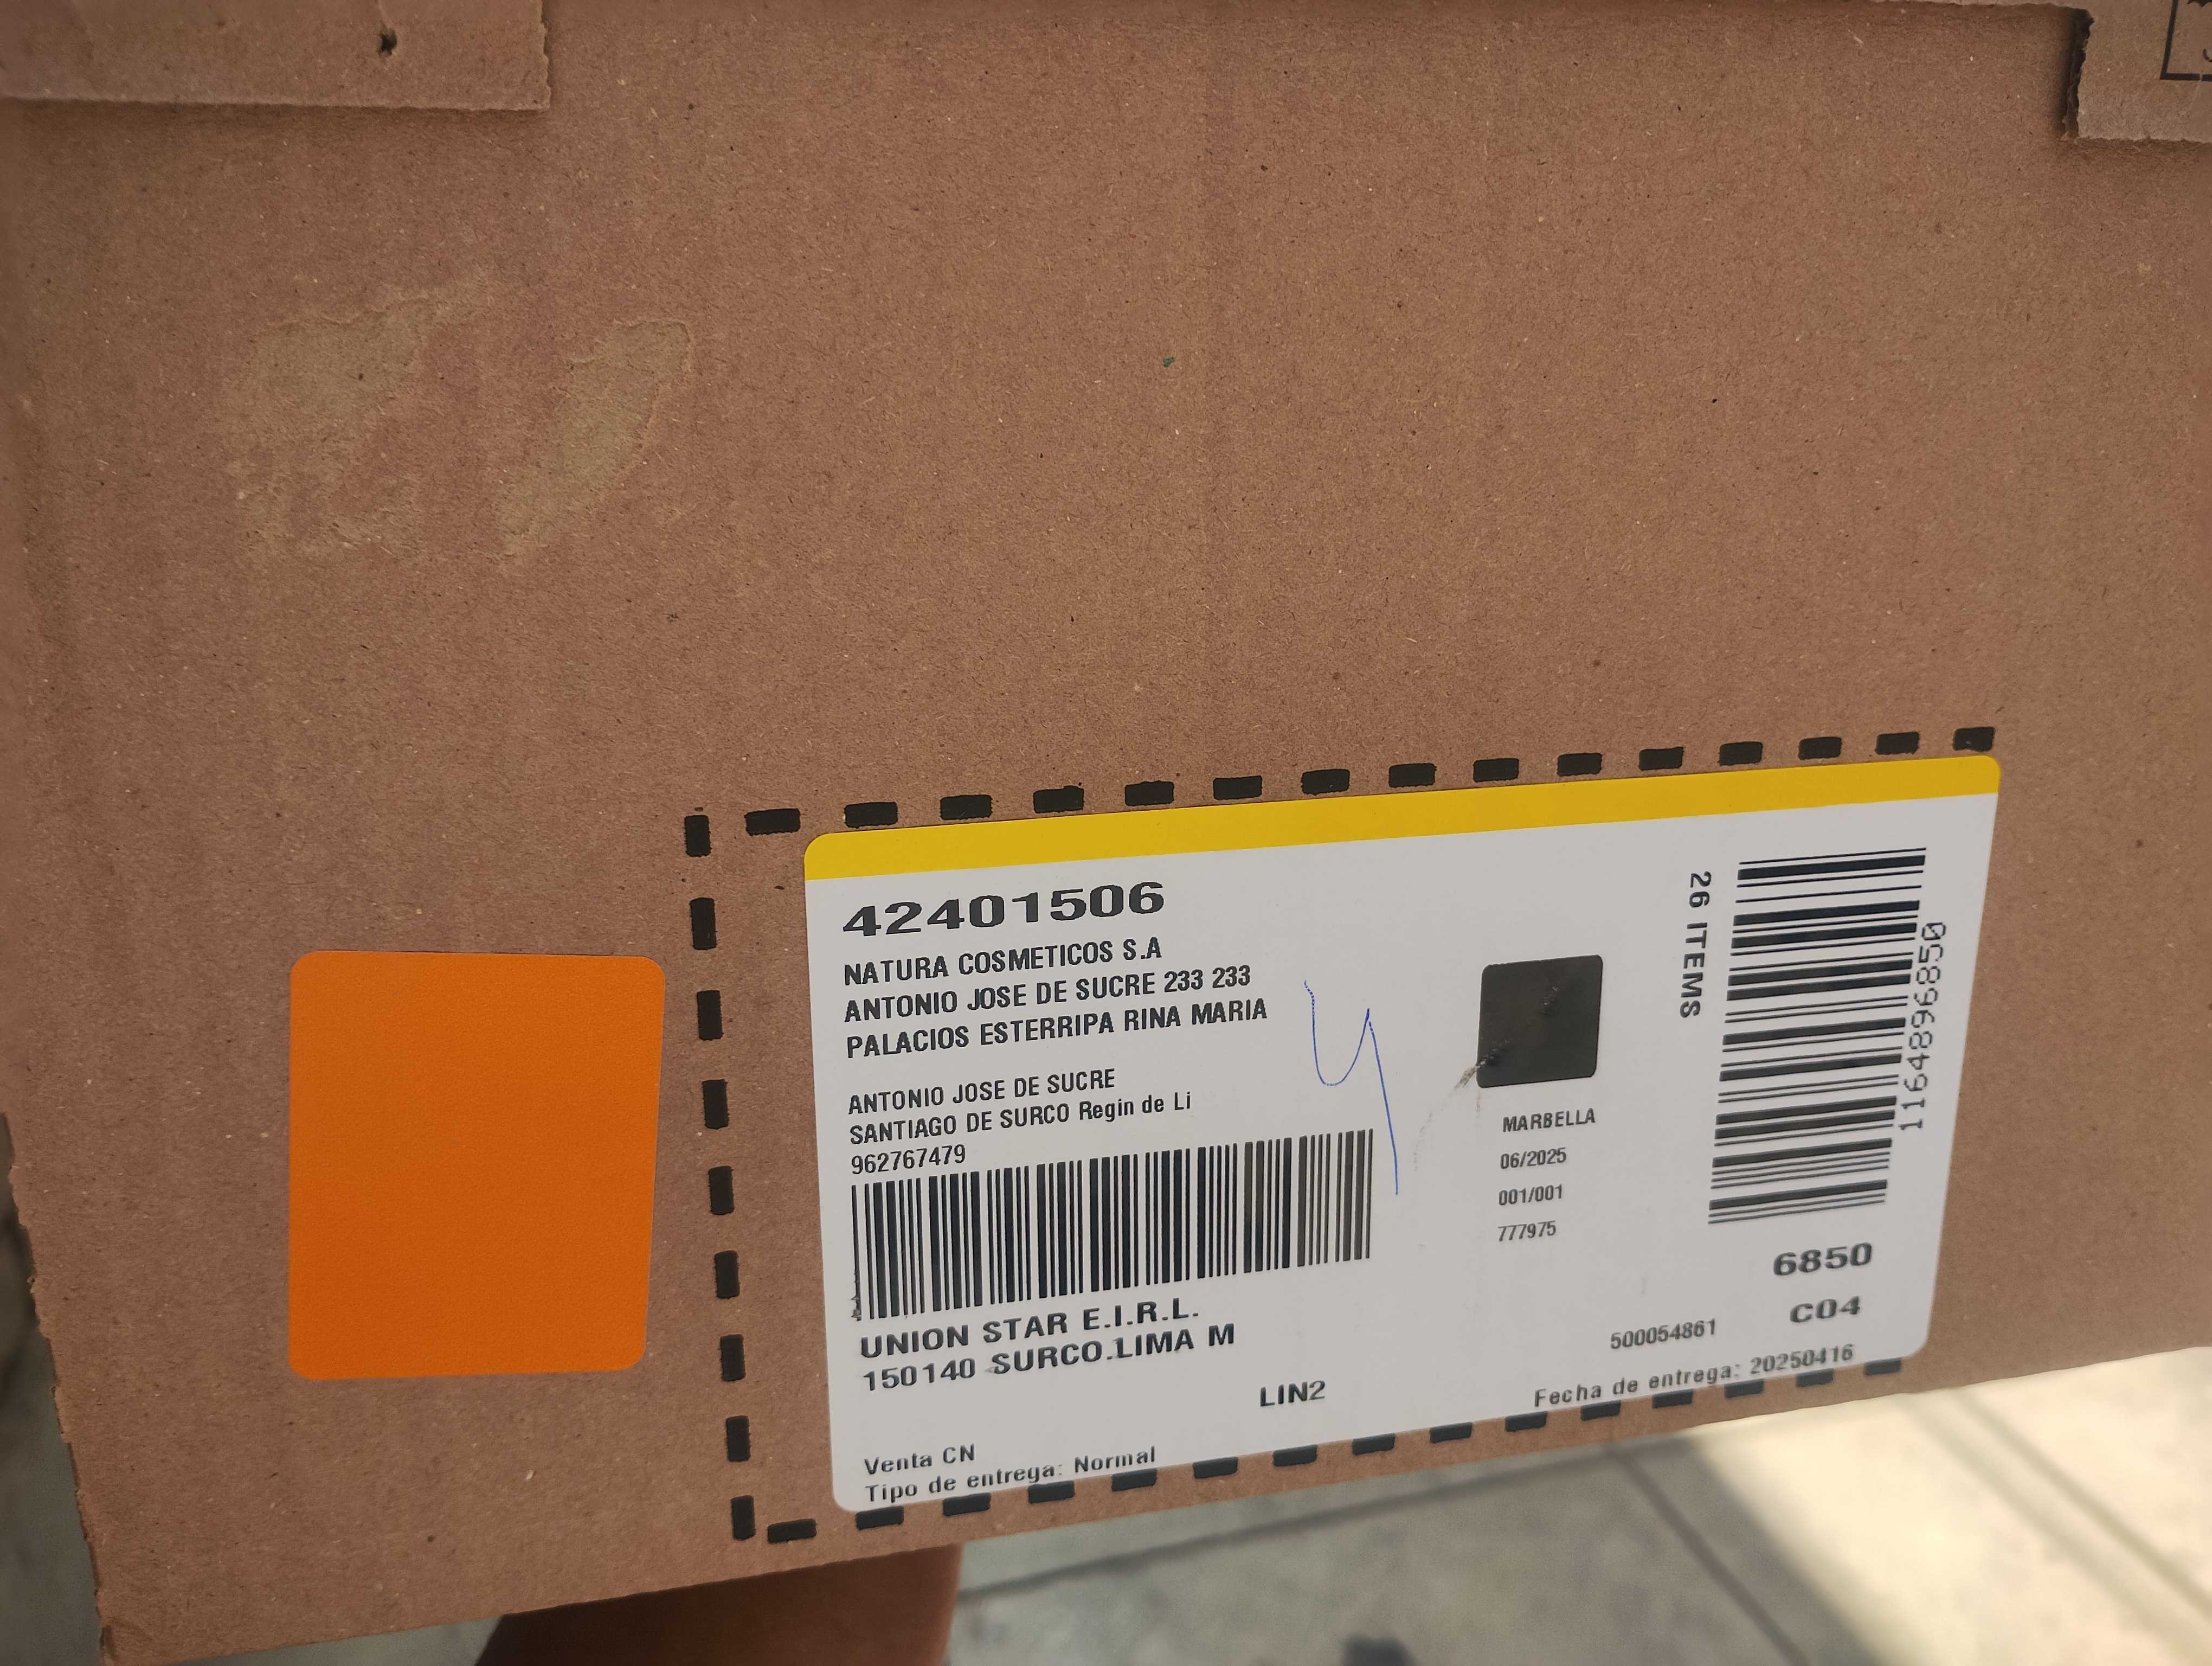 42401506
NATURA COSMETICOS S.A
ANTONIO JOSE DE SUCRE 233 233
PALACIOS ESTERRIPA RINA MARIA
ANTONIO JOSE DE SUCRE
SANTIAGO DE SURCO Regin de Li
962767479
UNION STAR E.I.R.L.
150140 SURCO.LIMA M
LIN2
Venta CN
Tipo de entrega: Normal
MARBELLA
06/2025
001/001
777975
26 ITEMS
1164896850
6850
C04
500054861
Fecha de entrega: 20250416